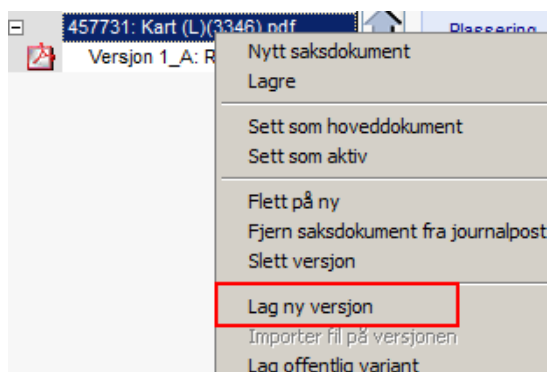 457731: Kart (L)(3346).pdf
Plassering
Versjon 1_A: R
Nytt saksdokument
Lagre
Sett som hoveddokument
Sett som aktiv
Flett på ny
Fjern saksdokument fra journalpost
Slett versjon
Lag ny versjon
Importer fil på versjonen
Lag offentlig variant